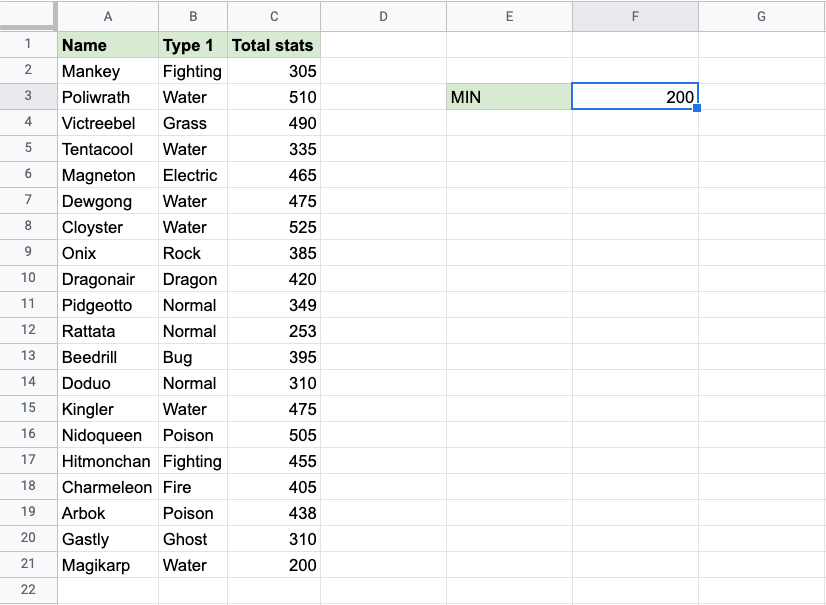 A B C D E F G
1 Name Type 1 Total stats
2 Mankey Fighting 305
3 Poliwrath Water 510 MIN 200
4 Victreebel Grass 490
5 Tentacool Water 335
6 Magneton Electric 465
7 Dewgong Water 475
8 Cloyster Water 525
9 Onix Rock 385
10 Dragonair Dragon 420
11 Pidgeotto Normal 349
12 Rattata Normal 253
13 Beedrill Bug 395
14 Doduo Normal 310
15 Kingler Water 475
16 Nidoqueen Poison 505
17 Hitmonchan Fighting 455
18 Charmeleon Fire 405
19 Arbok Poison 438
20 Gastly Ghost 310
21 Magikarp Water 200
22